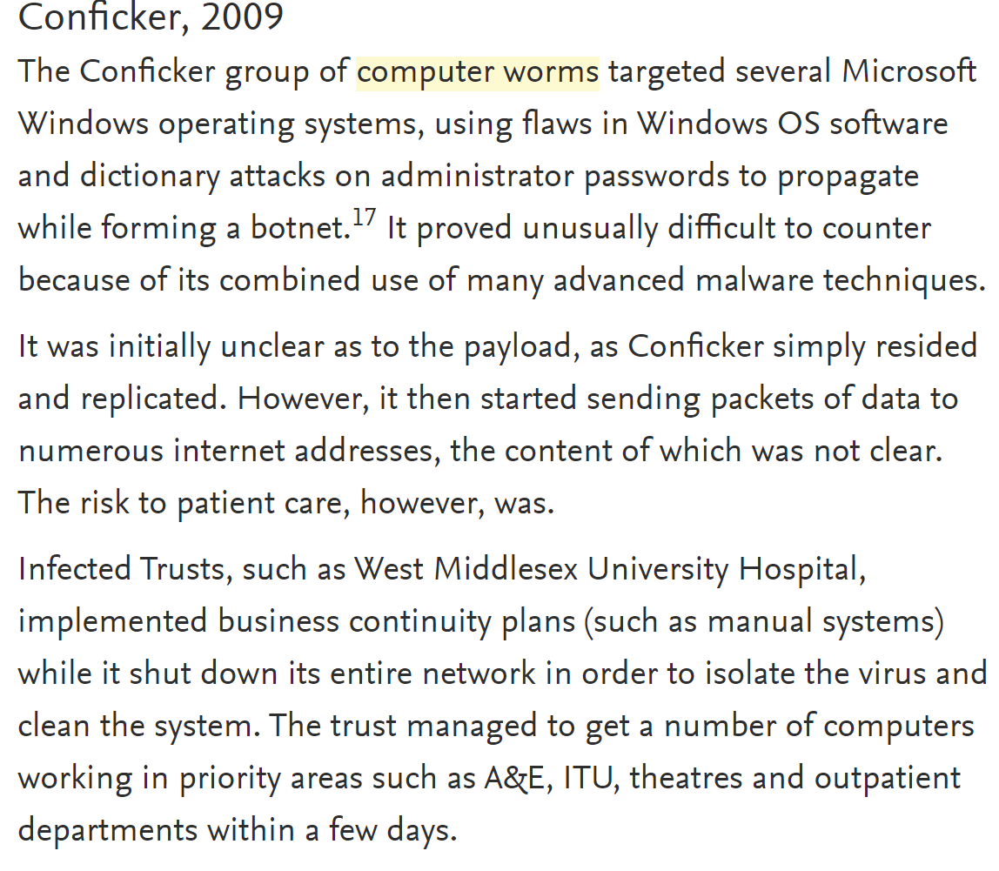 Conficker, 2009
The Conficker group of computer worms targeted several Microsoft
Windows operating systems, using flaws in Windows OS software
and dictionary attacks on administrator passwords to propagate
while forming a botnet.17 It proved unusually difficult to counter
because of its combined use of many advanced malware techniques.
It was initially unclear as to the payload, as Conficker simply resided
and replicated. However, it then started sending packets of data to
numerous internet addresses, the content of which was not clear.
The risk to patient care, however, was.
Infected Trusts, such as West Middlesex University Hospital,
implemented business continuity plans (such as manual systems)
while it shut down its entire network in order to isolate the virus and
clean the system. The trust managed to get a number of computers
working in priority areas such as A&E, ITU, theatres and outpatient
departments within a few days.